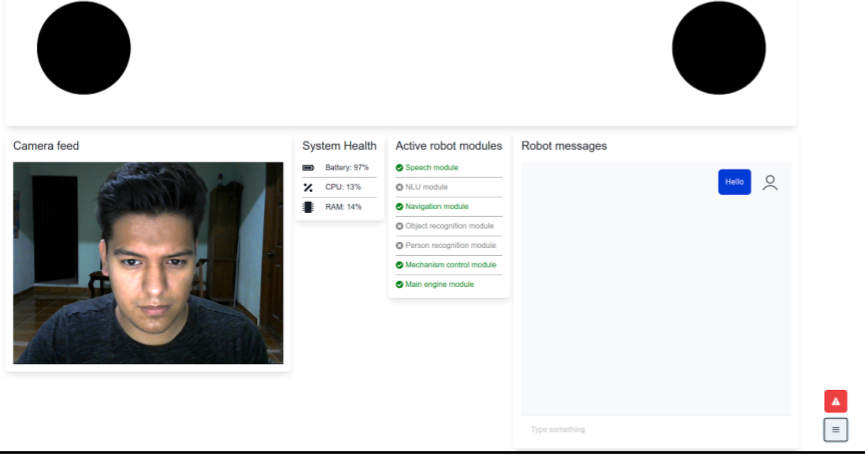 Camera feed
System Health
Battery: 97%
CPU: 13%
RAM: 14%
Active robot modules
Speech module
NLU module
Navigation module
Object recognition module
Person recognition module
Mechanism control module
Main engine module
Robot messages
Hello
Type something